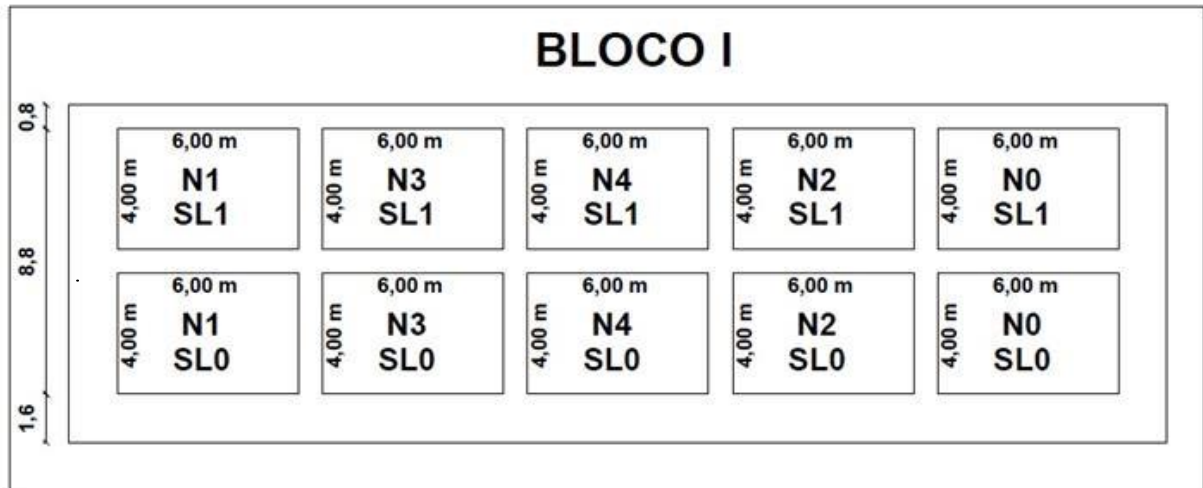 BLOCO I
0,8
6,00 m 6,00 m 6,00 m 6,00 m 6,00 m
4,00 m N1 4,00 m N3 4,00 m N4 4,00 m N2 4,00 m N0
SL1 SL1 SL1 SL1 SL1
8,8
6,00 m 6,00 m 6,00 m 6,00 m 6,00 m
4,00 m N1 4,00 m N3 4,00 m N4 4,00 m N2 4,00 m N0
SL0 SL0 SL0 SL0 SL0
1,6